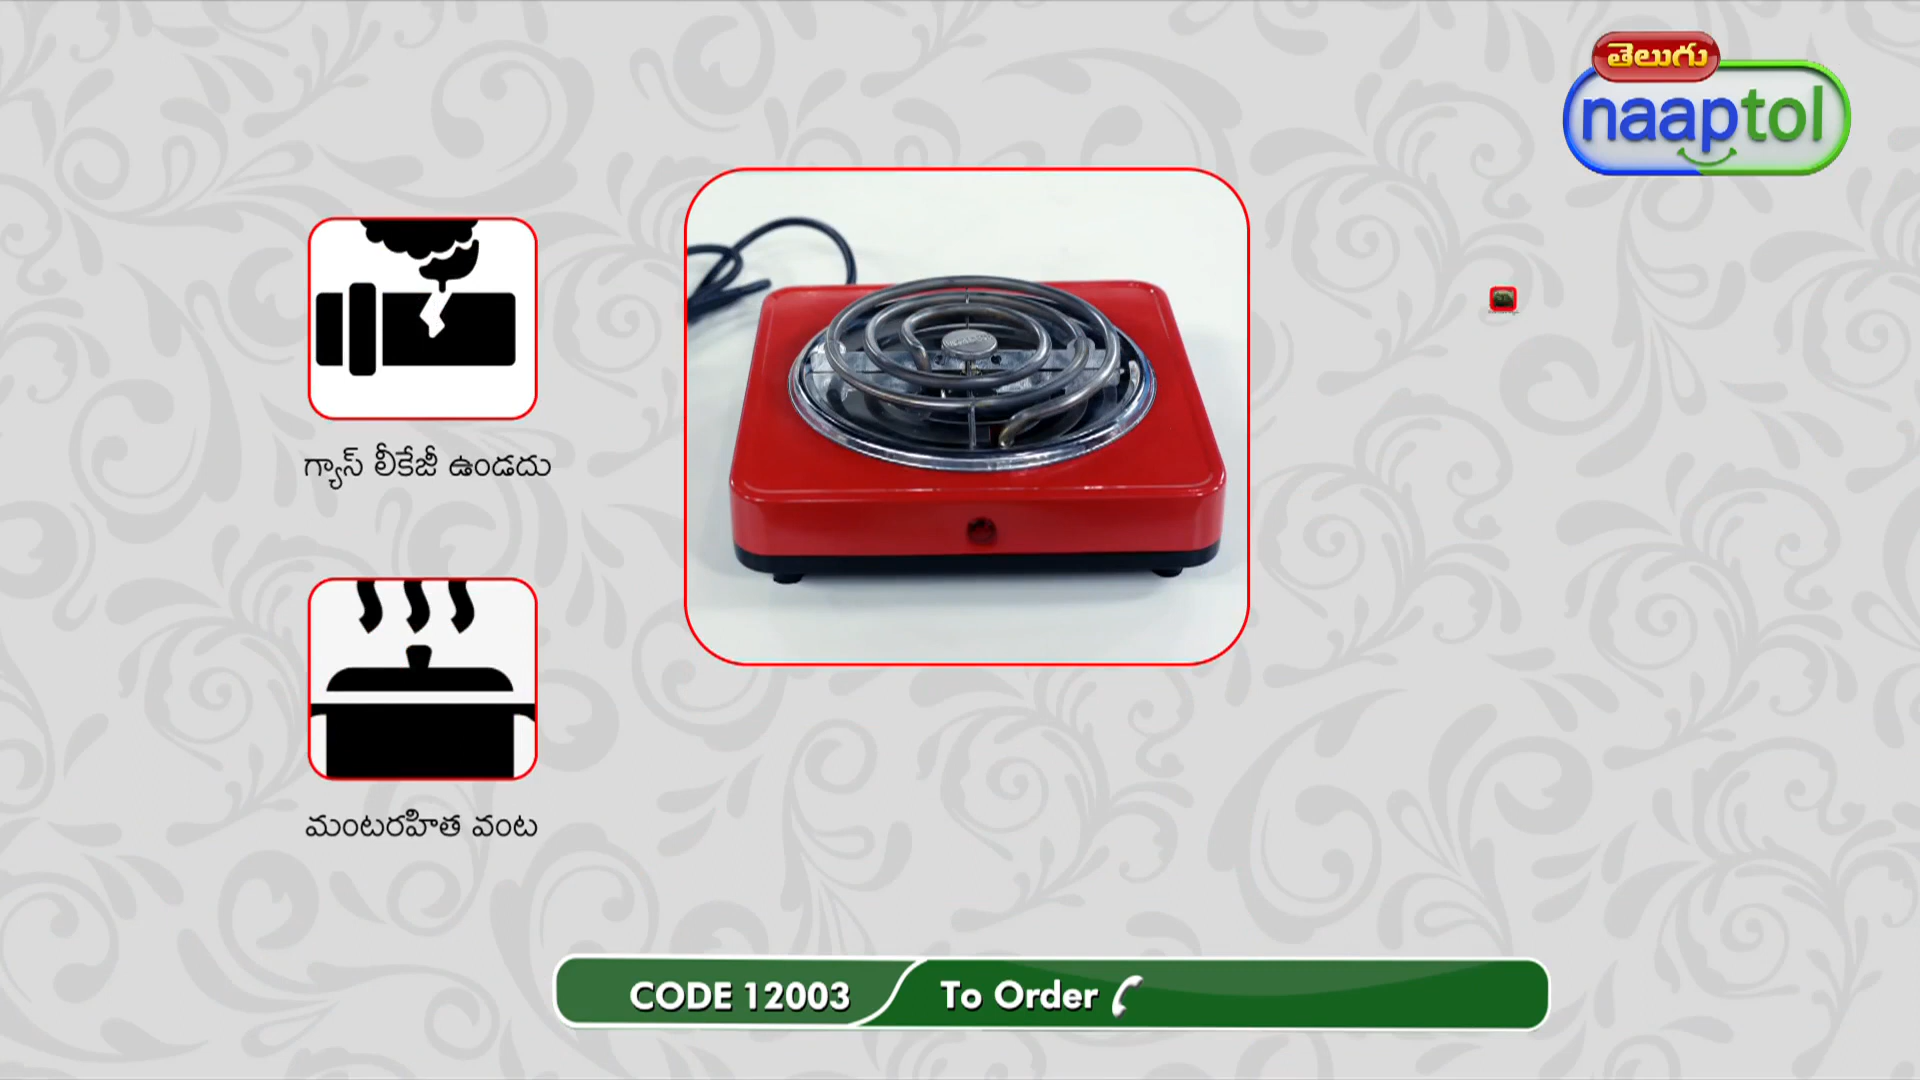 తెలుగు
naaptol
గ్యాస్ లీకేజీ ఉండదు
మంటరహిత వంట
CODE 12003 To Order